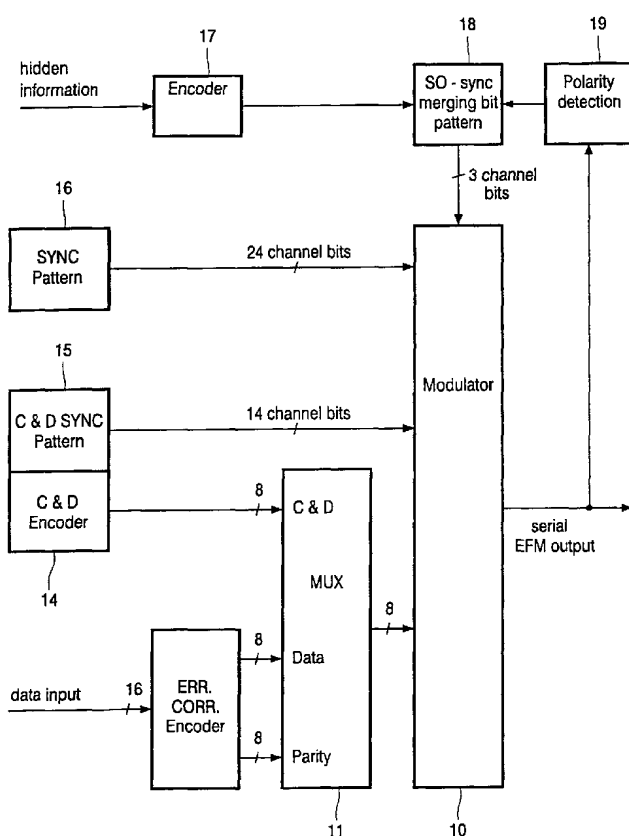 17
18
19
hidden
information
Encoder
SO - sync
merging bit
pattern
Polarity
detection
3 channel
bits
16
SYNC
Pattern
24 channel bits
15
C & D SYNC
Pattern
14 channel bits
Modulator
C & D
Encoder
8
C & D
14
MUX
serial
EFM output
8
8
Data
data input
16
ERR.
CORR.
Encoder
8
Parity
11
10